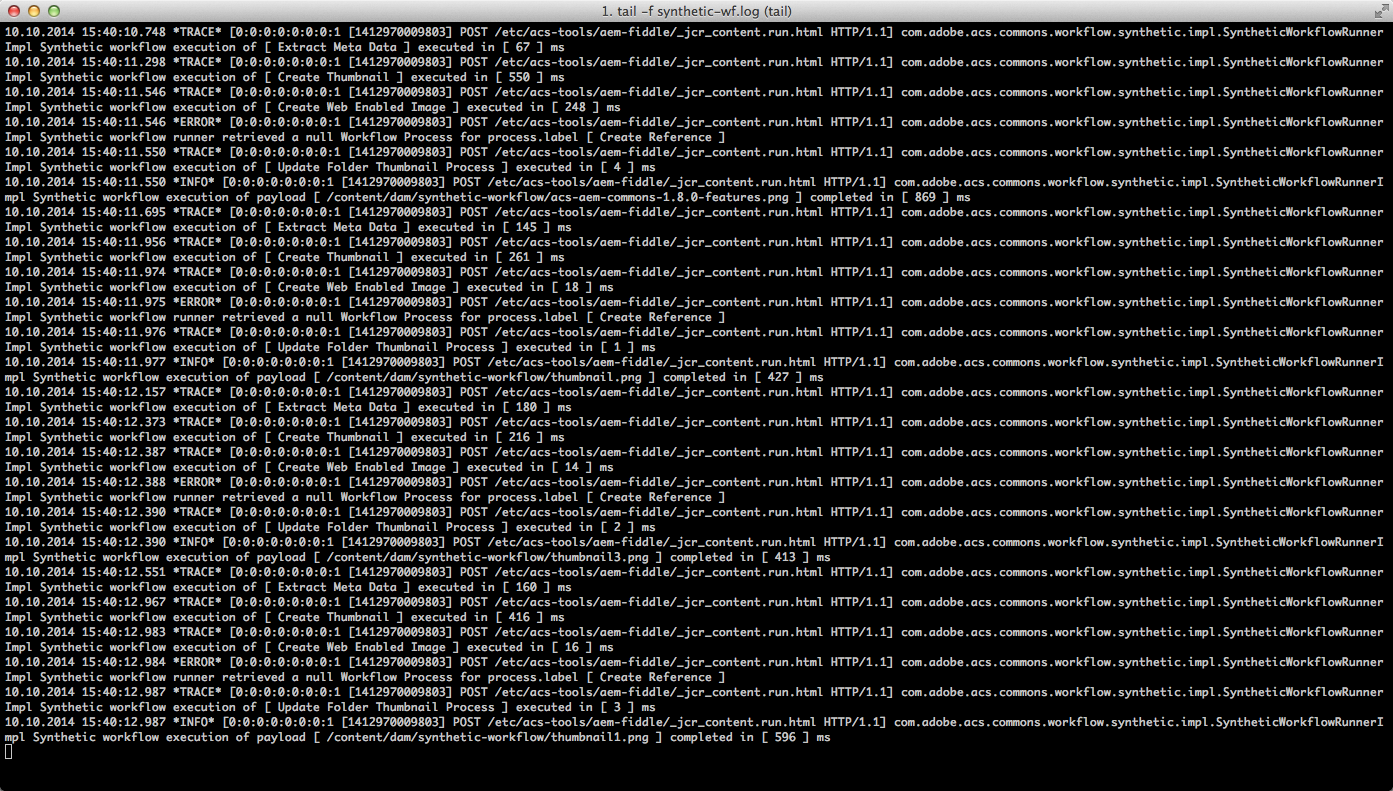 1. tail -f synthetic-wf.log (tail)
10.10.2014 15:40:10.748 *TRACE* [0:0:0:0:0:0:0:1 [1412970009803] POST /etc/acs-tools/aem-fiddle/_jcr_content.run.html HTTP/1.1] com.adobe.acs.commons.workflow.synthetic.impl.SyntheticWorkflowRunner
Impl Synthetic workflow execution of [ Extract Meta Data ] executed in [ 67 ] ms
10.10.2014 15:40:11.298 *TRACE* [0:0:0:0:0:0:0:1 [1412970009803] POST /etc/acs-tools/aem-fiddle/_jcr_content.run.html HTTP/1.1] com.adobe.acs.commons.workflow.synthetic.impl.SyntheticWorkflowRunner
Impl Synthetic workflow execution of [ Create Thumbnail ] executed in [ 550 ] ms
10.10.2014 15:40:11.546 *TRACE* [0:0:0:0:0:0:0:1 [1412970009803] POST /etc/acs-tools/aem-fiddle/_jcr_content.run.html HTTP/1.1] com.adobe.acs.commons.workflow.synthetic.impl.SyntheticWorkflowRunner
Impl Synthetic workflow execution of [ Create Web Enabled Image ] executed in [ 248 ] ms
10.10.2014 15:40:11.546 *ERROR* [0:0:0:0:0:0:0:1 [1412970009803] POST /etc/acs-tools/aem-fiddle/_jcr_content.run.html HTTP/1.1] com.adobe.acs.commons.workflow.synthetic.impl.SyntheticWorkflowRunner
Impl Synthetic workflow runner retrieved a null Workflow Process for process.label [ Create Reference ]
10.10.2014 15:40:11.550 *TRACE* [0:0:0:0:0:0:0:1 [1412970009803] POST /etc/acs-tools/aem-fiddle/_jcr_content.run.html HTTP/1.1] com.adobe.acs.commons.workflow.synthetic.impl.SyntheticWorkflowRunner
Impl Synthetic workflow execution of [ Update Folder Thumbnail Process ] executed in [ 4 ] ms
10.10.2014 15:40:11.550 *INFO* [0:0:0:0:0:0:0:1 [1412970009803] POST /etc/acs-tools/aem-fiddle/_jcr_content.run.html HTTP/1.1] com.adobe.acs.commons.workflow.synthetic.impl.SyntheticWorkflowRunnerI
mpl Synthetic workflow execution of payload [ /content/dam/synthetic-workflow/acs-aem-commons-1.8.0-features.png ] completed in [ 869 ] ms
10.10.2014 15:40:11.695 *TRACE* [0:0:0:0:0:0:0:1 [1412970009803] POST /etc/acs-tools/aem-fiddle/_jcr_content.run.html HTTP/1.1] com.adobe.acs.commons.workflow.synthetic.impl.SyntheticWorkflowRunner
Impl Synthetic workflow execution of [ Extract Meta Data ] executed in [ 145 ] ms
10.10.2014 15:40:11.956 *TRACE* [0:0:0:0:0:0:0:1 [1412970009803] POST /etc/acs-tools/aem-fiddle/_jcr_content.run.html HTTP/1.1] com.adobe.acs.commons.workflow.synthetic.impl.SyntheticWorkflowRunner
Impl Synthetic workflow execution of [ Create Thumbnail ] executed in [ 261 ] ms
10.10.2014 15:40:11.974 *TRACE* [0:0:0:0:0:0:0:1 [1412970009803] POST /etc/acs-tools/aem-fiddle/_jcr_content.run.html HTTP/1.1] com.adobe.acs.commons.workflow.synthetic.impl.SyntheticWorkflowRunner
Impl Synthetic workflow execution of [ Create Web Enabled Image ] executed in [ 18 ] ms
10.10.2014 15:40:11.975 *ERROR* [0:0:0:0:0:0:0:1 [1412970009803] POST /etc/acs-tools/aem-fiddle/_jcr_content.run.html HTTP/1.1] com.adobe.acs.commons.workflow.synthetic.impl.SyntheticWorkflowRunner
Impl Synthetic workflow runner retrieved a null Workflow Process for process.label [ Create Reference ]
10.10.2014 15:40:11.976 *TRACE* [0:0:0:0:0:0:0:1 [1412970009803] POST /etc/acs-tools/aem-fiddle/_jcr_content.run.html HTTP/1.1] com.adobe.acs.commons.workflow.synthetic.impl.SyntheticWorkflowRunner
Impl Synthetic workflow execution of [ Update Folder Thumbnail Process ] executed in [ 1 ] ms
10.10.2014 15:40:11.977 *INFO* [0:0:0:0:0:0:0:1 [1412970009803] POST /etc/acs-tools/aem-fiddle/_jcr_content.run.html HTTP/1.1] com.adobe.acs.commons.workflow.synthetic.impl.SyntheticWorkflowRunnerI
mpl Synthetic workflow execution of payload [ /content/dam/synthetic-workflow/thumbnail.png ] completed in [ 427 ] ms
10.10.2014 15:40:12.157 *TRACE* [0:0:0:0:0:0:0:1 [1412970009803] POST /etc/acs-tools/aem-fiddle/_jcr_content.run.html HTTP/1.1] com.adobe.acs.commons.workflow.synthetic.impl.SyntheticWorkflowRunner
Impl Synthetic workflow execution of [ Extract Meta Data ] executed in [ 180 ] ms
10.10.2014 15:40:12.373 *TRACE* [0:0:0:0:0:0:0:1 [1412970009803] POST /etc/acs-tools/aem-fiddle/_jcr_content.run.html HTTP/1.1] com.adobe.acs.commons.workflow.synthetic.impl.SyntheticWorkflowRunner
Impl Synthetic workflow execution of [ Create Thumbnail ] executed in [ 216 ] ms
10.10.2014 15:40:12.387 *TRACE* [0:0:0:0:0:0:0:1 [1412970009803] POST /etc/acs-tools/aem-fiddle/_jcr_content.run.html HTTP/1.1] com.adobe.acs.commons.workflow.synthetic.impl.SyntheticWorkflowRunner
Impl Synthetic workflow execution of [ Create Web Enabled Image ] executed in [ 14 ] ms
10.10.2014 15:40:12.388 *ERROR* [0:0:0:0:0:0:0:1 [1412970009803] POST /etc/acs-tools/aem-fiddle/_jcr_content.run.html HTTP/1.1] com.adobe.acs.commons.workflow.synthetic.impl.SyntheticWorkflowRunner
Impl Synthetic workflow runner retrieved a null Workflow Process for process.label [ Create Reference ]
10.10.2014 15:40:12.390 *TRACE* [0:0:0:0:0:0:0:1 [1412970009803] POST /etc/acs-tools/aem-fiddle/_jcr_content.run.html HTTP/1.1] com.adobe.acs.commons.workflow.synthetic.impl.SyntheticWorkflowRunner
Impl Synthetic workflow execution of [ Update Folder Thumbnail Process ] executed in [ 2 ] ms
10.10.2014 15:40:12.390 *INFO* [0:0:0:0:0:0:0:1 [1412970009803] POST /etc/acs-tools/aem-fiddle/_jcr_content.run.html HTTP/1.1] com.adobe.acs.commons.workflow.synthetic.impl.SyntheticWorkflowRunnerI
mpl Synthetic workflow execution of payload [ /content/dam/synthetic-workflow/thumbnail3.png ] completed in [ 413 ] ms
10.10.2014 15:40:12.551 *TRACE* [0:0:0:0:0:0:0:1 [1412970009803] POST /etc/acs-tools/aem-fiddle/_jcr_content.run.html HTTP/1.1] com.adobe.acs.commons.workflow.synthetic.impl.SyntheticWorkflowRunner
Impl Synthetic workflow execution of [ Extract Meta Data ] executed in [ 160 ] ms
10.10.2014 15:40:12.967 *TRACE* [0:0:0:0:0:0:0:1 [1412970009803] POST /etc/acs-tools/aem-fiddle/_jcr_content.run.html HTTP/1.1] com.adobe.acs.commons.workflow.synthetic.impl.SyntheticWorkflowRunner
Impl Synthetic workflow execution of [ Create Thumbnail ] executed in [ 416 ] ms
10.10.2014 15:40:12.983 *TRACE* [0:0:0:0:0:0:0:1 [1412970009803] POST /etc/acs-tools/aem-fiddle/_jcr_content.run.html HTTP/1.1] com.adobe.acs.commons.workflow.synthetic.impl.SyntheticWorkflowRunner
Impl Synthetic workflow execution of [ Create Web Enabled Image ] executed in [ 16 ] ms
10.10.2014 15:40:12.984 *ERROR* [0:0:0:0:0:0:0:1 [1412970009803] POST /etc/acs-tools/aem-fiddle/_jcr_content.run.html HTTP/1.1] com.adobe.acs.commons.workflow.synthetic.impl.SyntheticWorkflowRunner
Impl Synthetic workflow runner retrieved a null Workflow Process for process.label [ Create Reference ]
10.10.2014 15:40:12.987 *TRACE* [0:0:0:0:0:0:0:1 [1412970009803] POST /etc/acs-tools/aem-fiddle/_jcr_content.run.html HTTP/1.1] com.adobe.acs.commons.workflow.synthetic.impl.SyntheticWorkflowRunner
Impl Synthetic workflow execution of [ Update Folder Thumbnail Process ] executed in [ 3 ] ms
10.10.2014 15:40:12.987 *INFO* [0:0:0:0:0:0:0:1 [1412970009803] POST /etc/acs-tools/aem-fiddle/_jcr_content.run.html HTTP/1.1] com.adobe.acs.commons.workflow.synthetic.impl.SyntheticWorkflowRunnerI
mpl Synthetic workflow execution of payload [ /content/dam/synthetic-workflow/thumbnail1.png ] completed in [ 596 ] ms